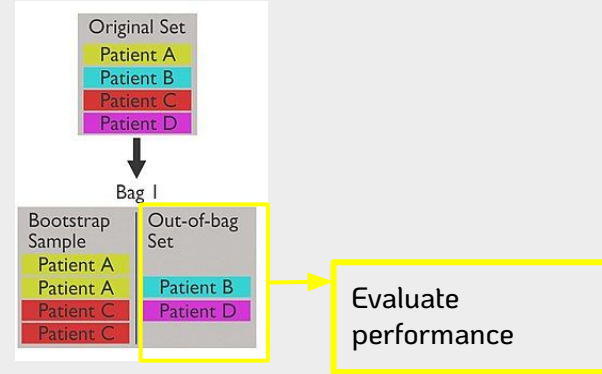 Original Set
Patient A
Patient B
Patient C
Patient D
Bag 1
Bootstrap
Sample
Patient A
Patient A
Patient C
Patient C
Out-of-bag
Set
Patient B
Patient D
Evaluate
performance